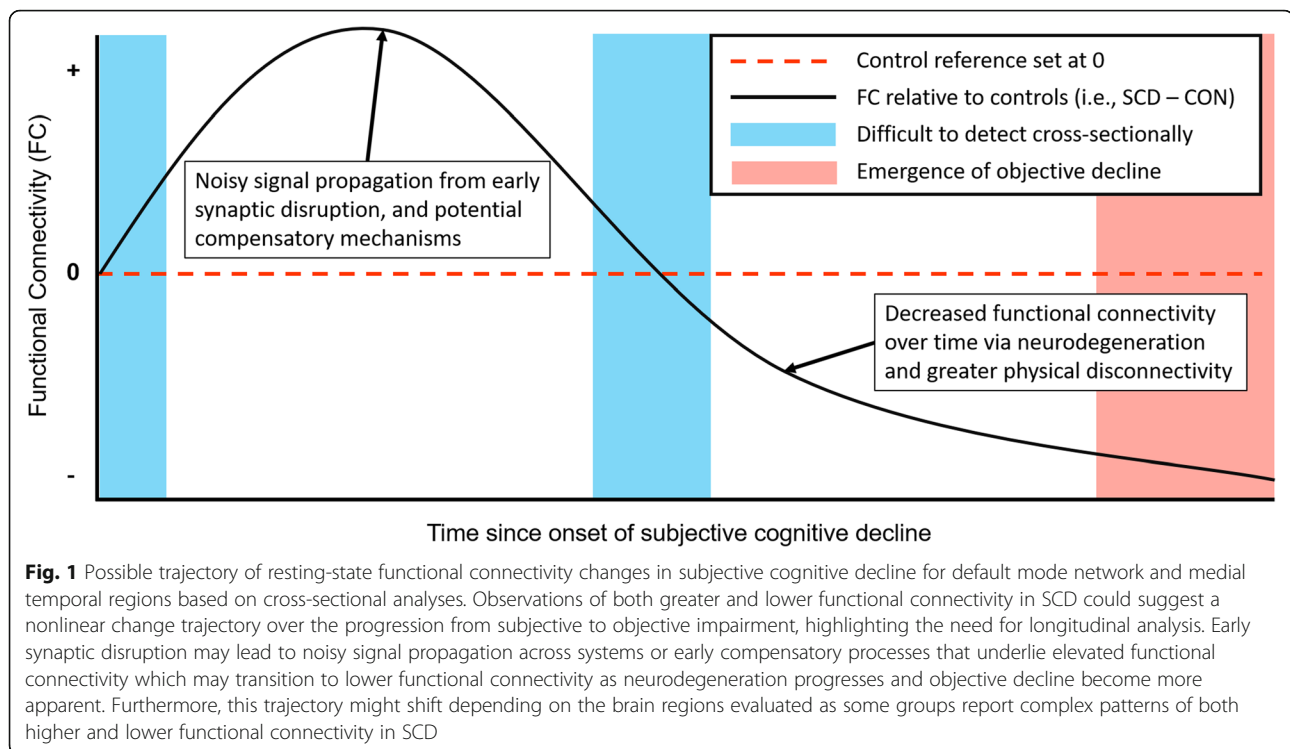 Functional Connectivity (FC)
+
0
-
Control reference set at 0
FC relative to controls (i.e., SCD – CON)
Difficult to detect cross-sectionally
Emergence of objective decline
Noisy signal propagation from early
synaptic disruption, and potential
compensatory mechanisms
Decreased functional connectivity
over time via neurodegeneration
and greater physical disconnectivity
Time since onset of subjective cognitive decline
Fig. 1 Possible trajectory of resting-state functional connectivity changes in subjective cognitive decline for default mode network and medial
temporal regions based on cross-sectional analyses. Observations of both greater and lower functional connectivity in SCD could suggest a
nonlinear change trajectory over the progression from subjective to objective impairment, highlighting the need for longitudinal analysis. Early
synaptic disruption may lead to noisy signal propagation across systems or early compensatory processes that underlie elevated functional
connectivity which may transition to lower functional connectivity as neurodegeneration progresses and objective decline become more
apparent. Furthermore, this trajectory might shift depending on the brain regions evaluated as some groups report complex patterns of both
higher and lower functional connectivity in SCD